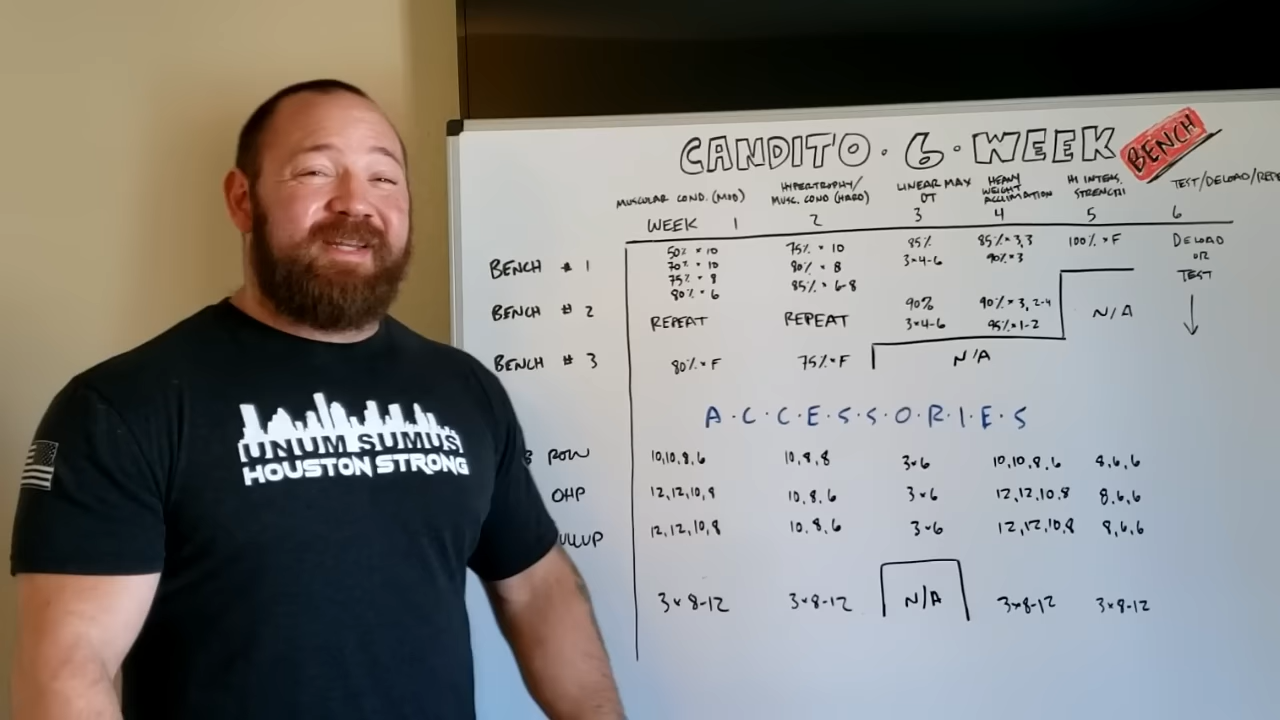 CANDITO · 6 · WEEK BENCH
MUSCULAR COND. (MOD) HYPERTROPHY/ MUSC. COND (HARD) LINEAR MAX OT HEAVY WEIGHT ACCLIMATION HI INTENS. STRENGTH TEST/DELOAD/REPE
WEEK 1 2 3 4 5 6
BENCH # 1
50% × 10 75% × 10 85% 85% × 3,3 100% × F DELOAD
70% × 10 80% × 8 3×4-6 90% × 3 OR
75% × 8 85% × 6-8 TEST
80% × 6
BENCH # 2
REPEAT REPEAT 90% 90% × 3, 2-4 N/A
3×4-6 95% × 1-2
BENCH # 3 80% × F 75% × F N/A
A·C·C·E·S·S·O·R·I·E·S
ROW 10,10,8,6 10,8,8 3×6 10,10,8,6 8,6,6
OHP 12,12,10,8 10,8,6 3×6 12,12,10,8 8,6,6
ULLUP 12,12,10,8 10,8,6 3×6 12,12,10,8 8,6,6
3×8-12 3×8-12 N/A 3×8-12 3×8-12
UNUM SUMUS
HOUSTON STRONG